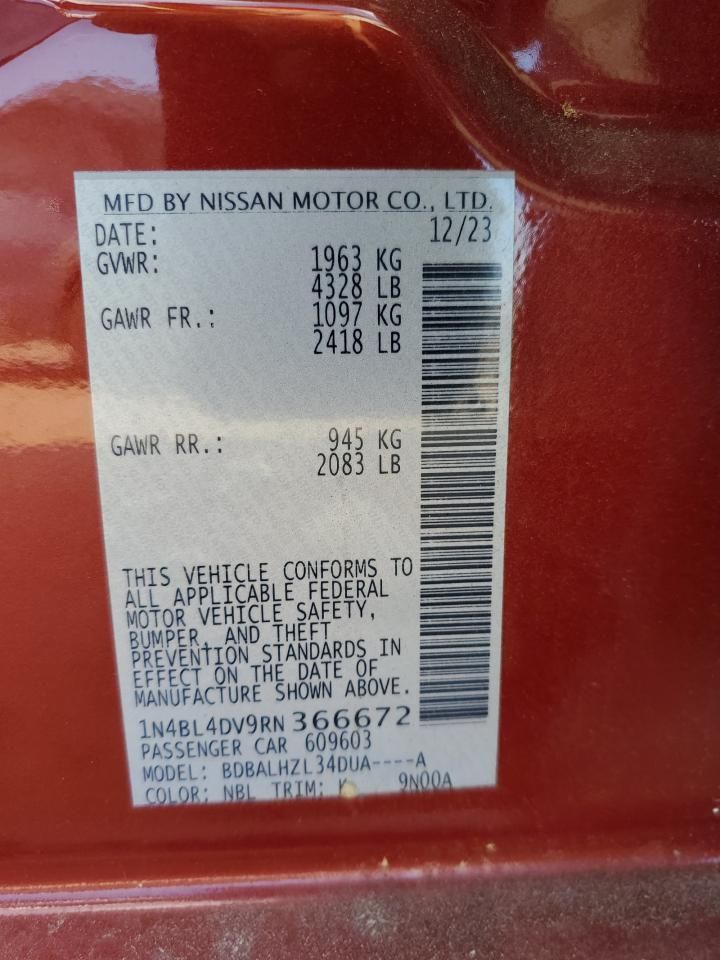 MFD BY NISSAN MOTOR CO., LTD.
DATE: 12/23
GVWR: 1963 KG
4328 LB
GAWR FR.: 1097 KG
2418 LB
GAWR RR.: 945 KG
2083 LB
THIS VEHICLE CONFORMS TO
ALL APPLICABLE FEDERAL
MOTOR VEHICLE SAFETY,
BUMPER, AND THEFT
PREVENTION STANDARDS IN
EFFECT ON THE DATE OF
MANUFACTURE SHOWN ABOVE.
1N4BL4DV9RN366672
PASSENGER CAR 609603
MODEL: BDBALHZL34DUA----A
COLOR: NBL TRIM: 9N00A